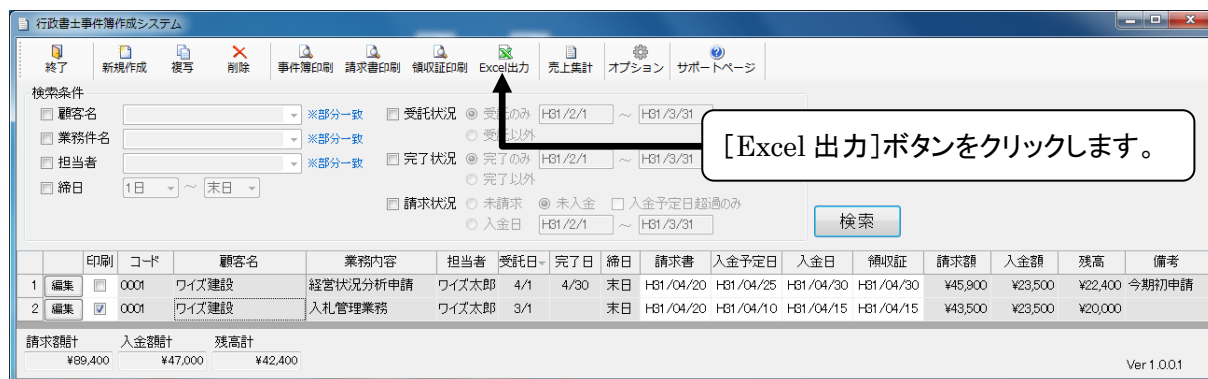 行政書士事件簿作成システム
終了 新規作成 複写 削除 事件簿印刷 請求書印刷 領収証印刷 Excel出力 売上集計 オプション サポートページ
検索条件
顧客名 ※部分一致 受託状況 受託のみ H31/2/1 ～ H31/3/31
受託以外
業務件名 ※部分一致
担当者 ※部分一致 完了状況 完了のみ H31/2/1 ～ H31/3/31
完了以外
締日 1日 ～ 末日
請求状況 未請求 未入金 入金予定日超過のみ
入金日 H31/2/1 ～ H31/3/31
検索
[Excel 出力]ボタンをクリックします。
印刷 コード 顧客名 業務内容 担当者 受託日 完了日 締日 請求書 入金予定日 入金日 領収証 請求額 入金額 残高 備考
1 編集 0001 ワイズ建設 経営状況分析申請 ワイズ太郎 4/1 4/30 末日 H31/04/20 H31/04/25 H31/04/30 H31/04/30 ¥45,900 ¥23,500 ¥22,400 今期初申請
2 編集 0001 ワイズ建設 入札管理業務 ワイズ太郎 3/1 末日 H31/04/20 H31/04/10 H31/04/15 H31/04/15 ¥43,500 ¥23,500 ¥20,000
請求額計 入金額計 残高計
¥89,400 ¥47,000 ¥42,400
Ver 1.0.0.1